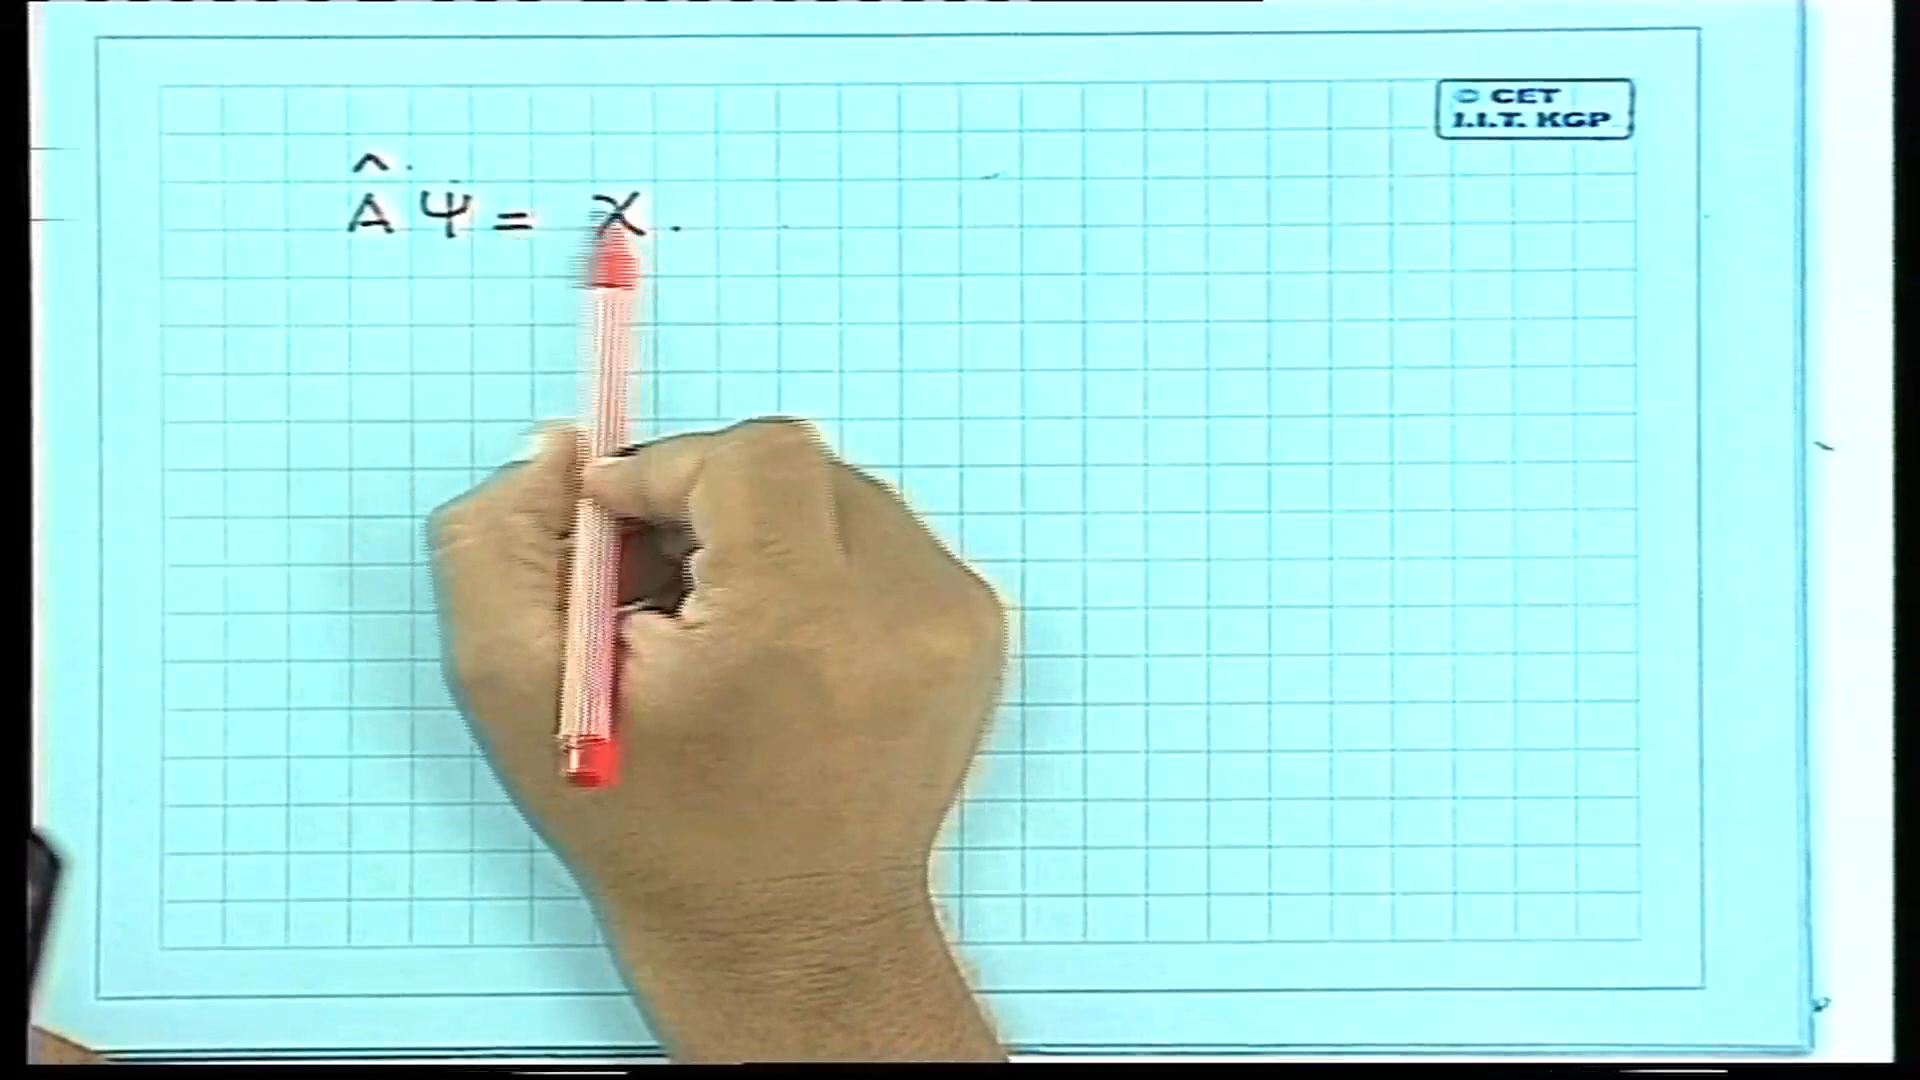 © CET
I.I.T. KGP
Â Ψ = χ.